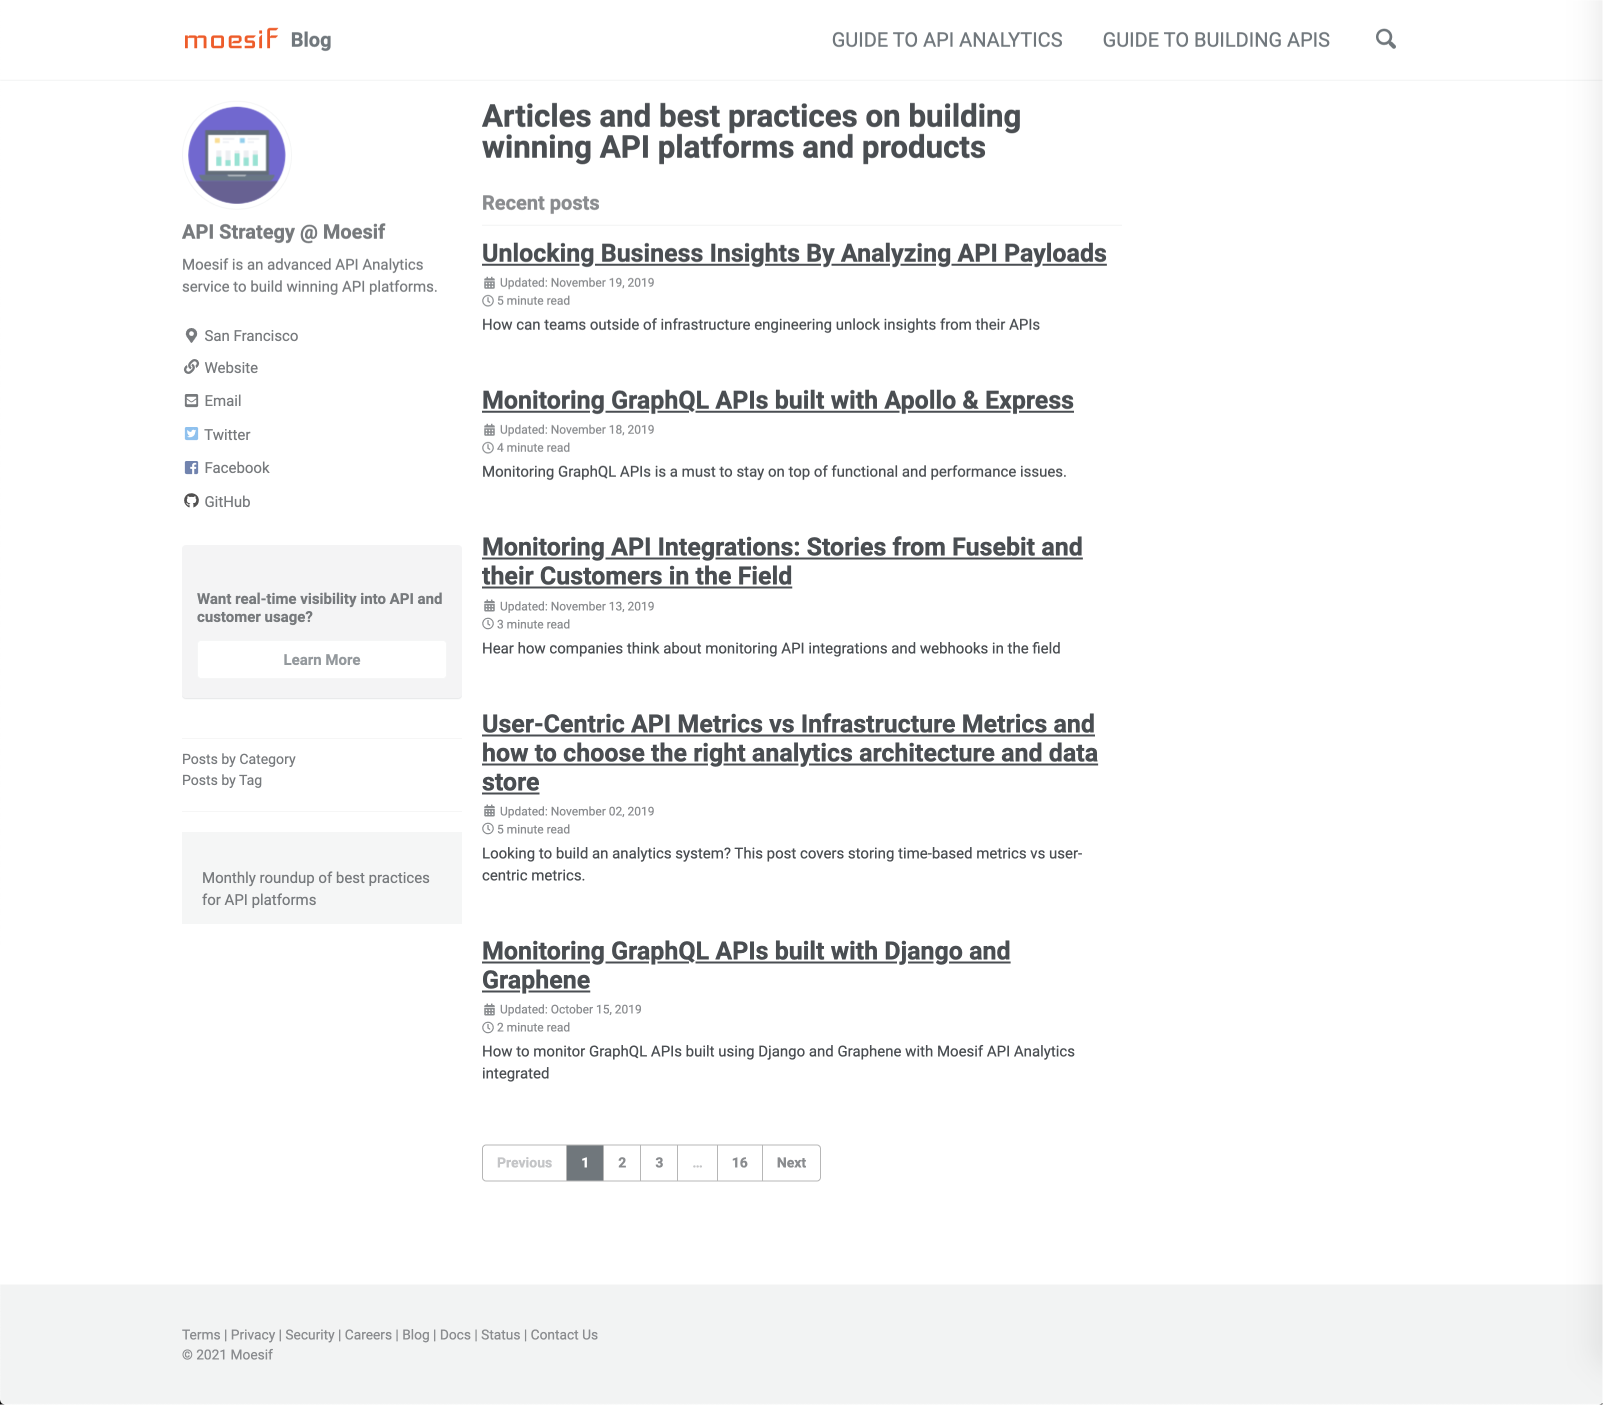 moesif Blog
GUIDE TO API ANALYTICS
GUIDE TO BUILDING APIS
API Strategy @ Moesif
Moesif is an advanced API Analytics
service to build winning API platforms.
San Francisco
Website
Email
Twitter
Facebook
GitHub
Want real-time visibility into API and
customer usage?
Learn More
Posts by Category
Posts by Tag
Monthly roundup of best practices
for API platforms
Articles and best practices on building
winning API platforms and products
Recent posts
Unlocking Business Insights By Analyzing API Payloads
Updated: November 19, 2019
5 minute read
How can teams outside of infrastructure engineering unlock insights from their APIs
Monitoring GraphQL APIs built with Apollo & Express
Updated: November 18, 2019
4 minute read
Monitoring GraphQL APIs is a must to stay on top of functional and performance issues.
Monitoring API Integrations: Stories from Fusebit and
their Customers in the Field
Updated: November 13, 2019
3 minute read
Hear how companies think about monitoring API integrations and webhooks in the field
User-Centric API Metrics vs Infrastructure Metrics and
how to choose the right analytics architecture and data
store
Updated: November 02, 2019
5 minute read
Looking to build an analytics system? This post covers storing time-based metrics vs user-
centric metrics.
Monitoring GraphQL APIs built with Django and
Graphene
Updated: October 15, 2019
2 minute read
How to monitor GraphQL APIs built using Django and Graphene with Moesif API Analytics
integrated
Previous 1 2 3 … 16 Next
Terms | Privacy | Security | Careers | Blog | Docs | Status | Contact Us
© 2021 Moesif